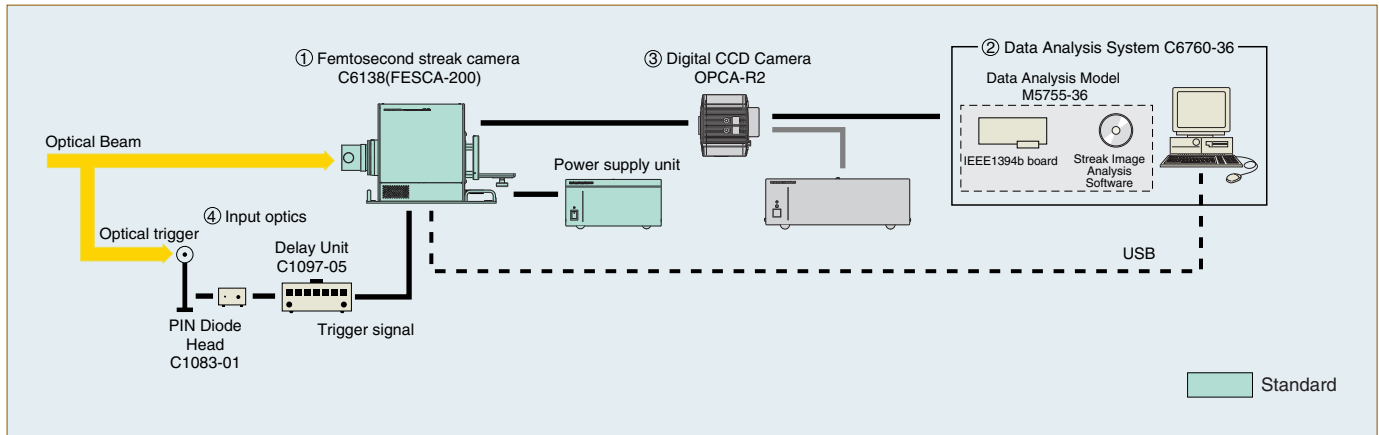 ① Femtosecond streak camera
C6138(FESCA-200)
③ Digital CCD Camera
OPCA-R2
② Data Analysis System C6760-36
Data Analysis Model
M5755-36
IEEE1394b board
Streak Image
Analysis
Software
Optical Beam
Power supply unit
④ Input optics
Optical trigger
Delay Unit
C1097-05
USB
PIN Diode
Head
C1083-01
Trigger signal
Standard